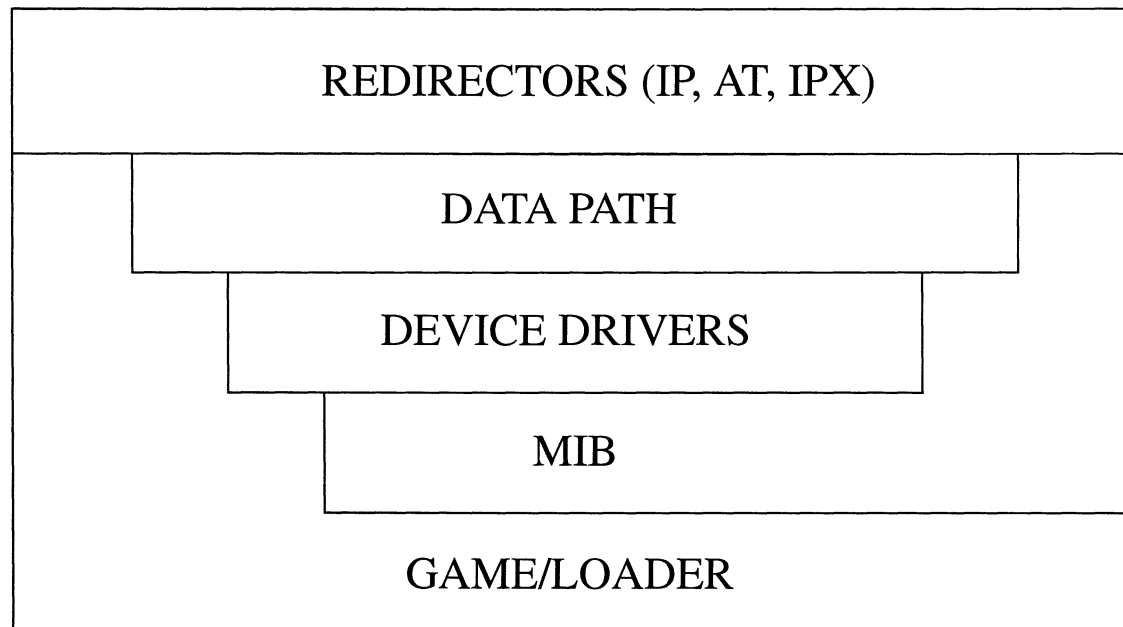 REDIRECTORS (IP, AT, IPX)
DATA PATH
DEVICE DRIVERS
MIB
GAME/LOADER